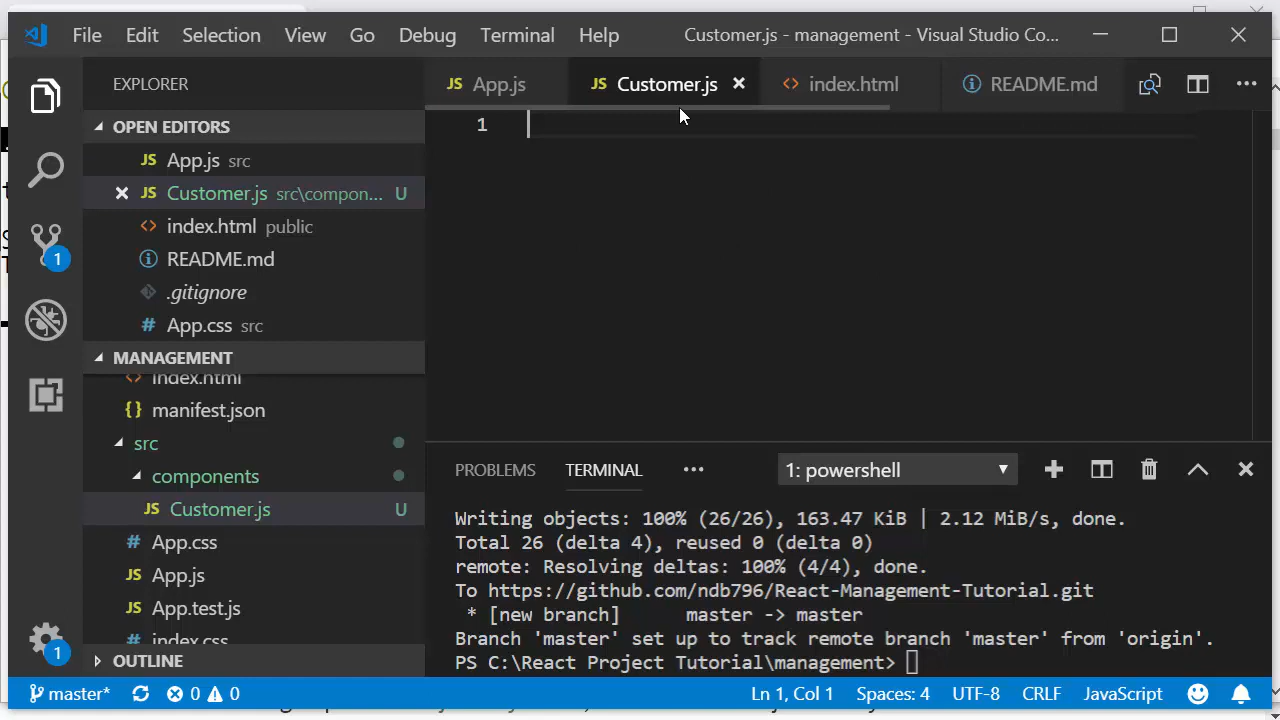 File Edit Selection View Go Debug Terminal Help Customer.js - management - Visual Studio Co...
EXPLORER
JS App.js JS Customer.js <> index.html README.md
OPEN EDITORS
JS App.js src
JS Customer.js src\compon... U
<> index.html public
README.md
.gitignore
# App.css src
MANAGEMENT
<> index.html
{} manifest.json
src
components
JS Customer.js U
# App.css
JS App.js
JS App.test.js
# index.css
OUTLINE
1
1
1
PROBLEMS TERMINAL ... 1: powershell
Writing objects: 100% (26/26), 163.47 KiB | 2.12 MiB/s, done.
Total 26 (delta 4), reused 0 (delta 0)
remote: Resolving deltas: 100% (4/4), done.
To https://github.com/ndb796/React-Management-Tutorial.git
* [new branch] master -> master
Branch 'master' set up to track remote branch 'master' from 'origin'.
PS C:\React Project Tutorial\management>
master* 0 0 Ln 1, Col 1 Spaces: 4 UTF-8 CRLF JavaScript